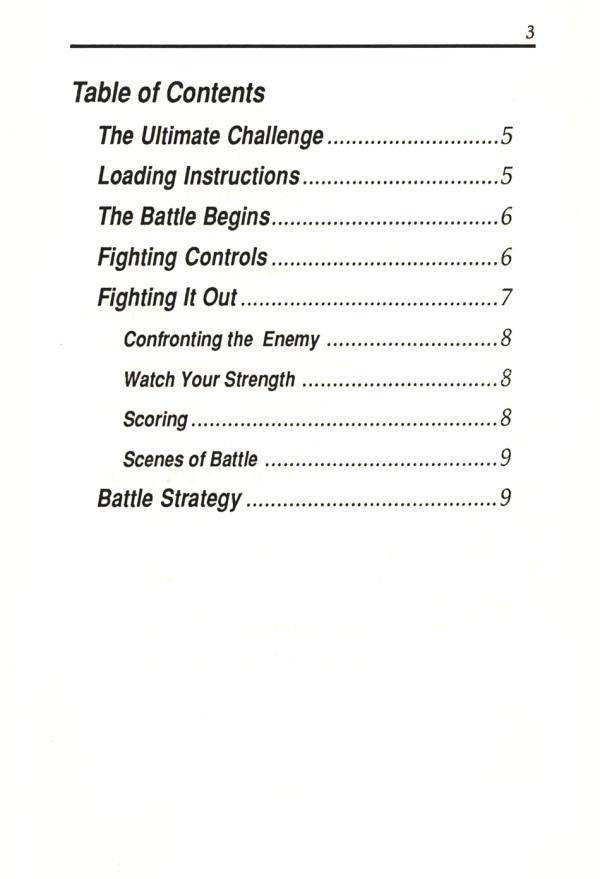 3
Table of Contents
The Ultimate Challenge............................5
Loading Instructions................................5
The Battle Begins.....................................6
Fighting Controls.....................................6
Fighting It Out..........................................7
Confronting the Enemy ............................8
Watch Your Strength ................................8
Scoring..................................................8
Scenes of Battle ......................................9
Battle Strategy.........................................9